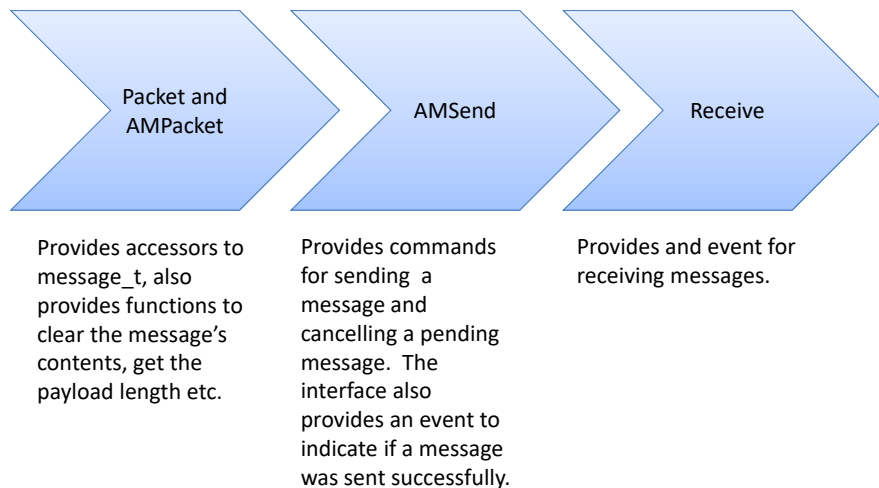 Packet and
AMPacket
AMSend
Receive
Provides accessors to
message_t, also
provides functions to
clear the message’s
contents, get the
payload length etc.
Provides commands
for sending  a
message and
cancelling a pending
message.  The
interface also
provides an event to
indicate if a message
was sent successfully.
Provides and event for
receiving messages.